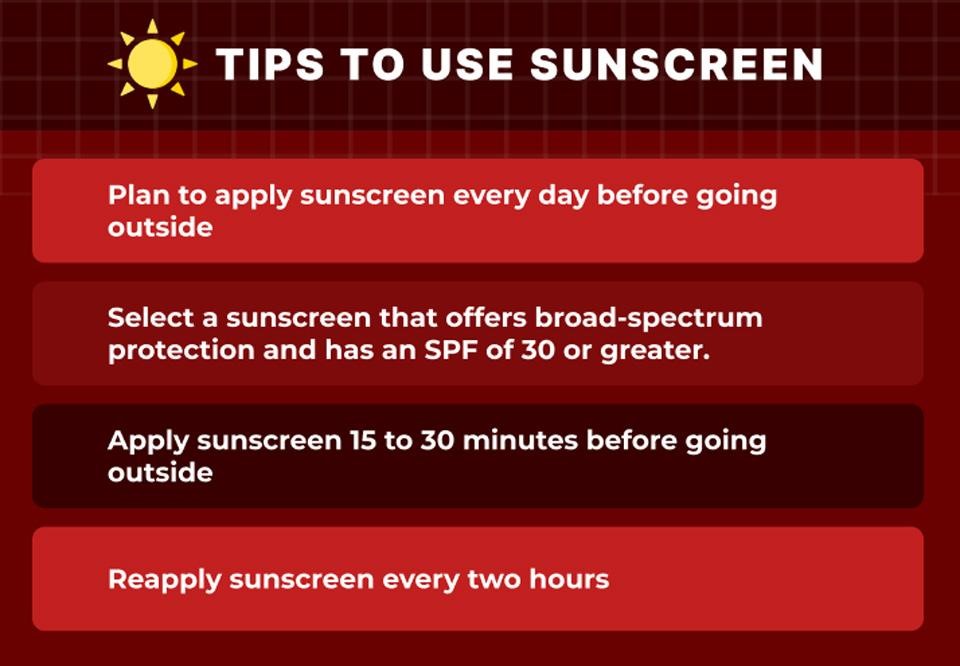 TIPS TO USE SUNSCREEN
Plan to apply sunscreen every day before going
outside
Select a sunscreen that offers broad-spectrum
protection and has an SPF of 30 or greater.
Apply sunscreen 15 to 30 minutes before going
outside
Reapply sunscreen every two hours